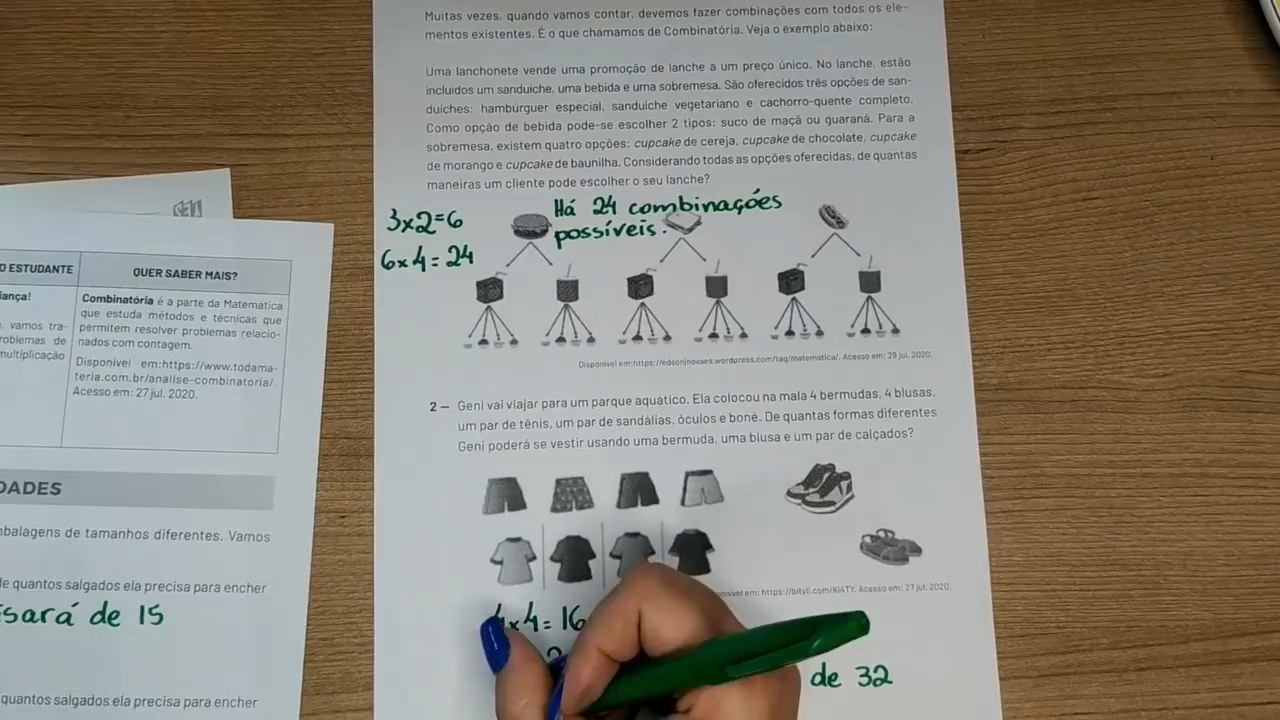 Muitas vezes, quando vamos contar, devemos fazer combinações com todos os ele-
mentos existentes. É o que chamamos de Combinatória. Veja o exemplo abaixo:
Uma lanchonete vende uma promoção de lanche a um preço único. No lanche, estão
incluídos um sanduiche, uma bebida e uma sobremesa. São oferecidos três opções de san-
duiches: hambúrguer especial, sanduiche vegetariano e cachorro-quente completo.
Como opção de bebida pode-se escolher 2 tipos: suco de maçã ou guaraná. Para a
sobremesa, existem quatro opções: cupcake de cereja, cupcake de chocolate, cupcake
de morango e cupcake de baunilha. Considerando todas as opções oferecidas, de quantas
maneiras um cliente pode escolher o seu lanche?
3x2=6
6x4=24
Há 24 combinações
possíveis.
Disponível em:https://edsonjnovaes.wordpress.com/tag/matematica/. Acesso em: 29 jul. 2020.
2 — Geni vai viajar para um parque aquático. Ela colocou na mala 4 bermudas, 4 blusas,
um par de tênis, um par de sandálias, óculos e boné. De quantas formas diferentes
Geni poderá se vestir usando uma bermuda, uma blusa e um par de calçados?
em: https://bityli.com/KI4TY. Acesso em: 27 jul. 2020.
4x4=16
de 32
O ESTUDANTE
iança!
, vamos tra-
roblemas de
multiplicação
QUER SABER MAIS?
Combinatória é a parte da Matemática
que estuda métodos e técnicas que
permitem resolver problemas relacio-
nados com contagem.
Disponível em:https://www.todama-
teria.com.br/analise-combinatoria/.
Acesso em: 27 jul. 2020.
DADES
mbalagens de tamanhos diferentes. Vamos
de quantos salgados ela precisa para encher
sará de 15
quantos salgados ela precisa para encher